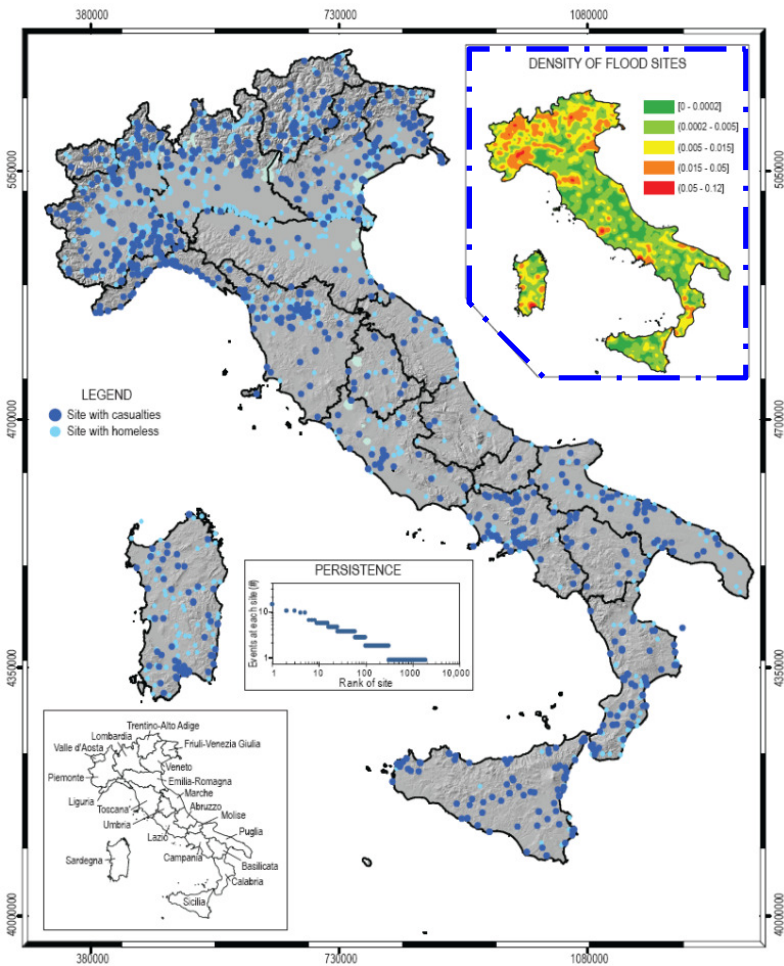 380000
730000
1080000
DENSITY OF FLOOD SITES
[0 - 0.0002]
(0.0002 - 0.005]
(0.005 - 0.015]
(0.015 - 0.05]
(0.05 - 0.12]
5050000
5050000
LEGEND
Site with casualties
Site with homeless
4700000
4700000
PERSISTENCE
Events at each site (#)
10
1
1
10
100
1000
10,000
Rank of site
4350000
4350000
Trentino-Alto Adige
Lombardia
Valle d'Aosta
Friuli-Venezia Giulia
Veneto
Piemonte
Emilia-Romagna
Marche
Liguria
Toscana
Abruzzo
Molise
Umbria
Puglia
Lazio
Campania
Sardegna
Basilicata
Calabria
Sicilia
4000000
4000000
380000
730000
1080000